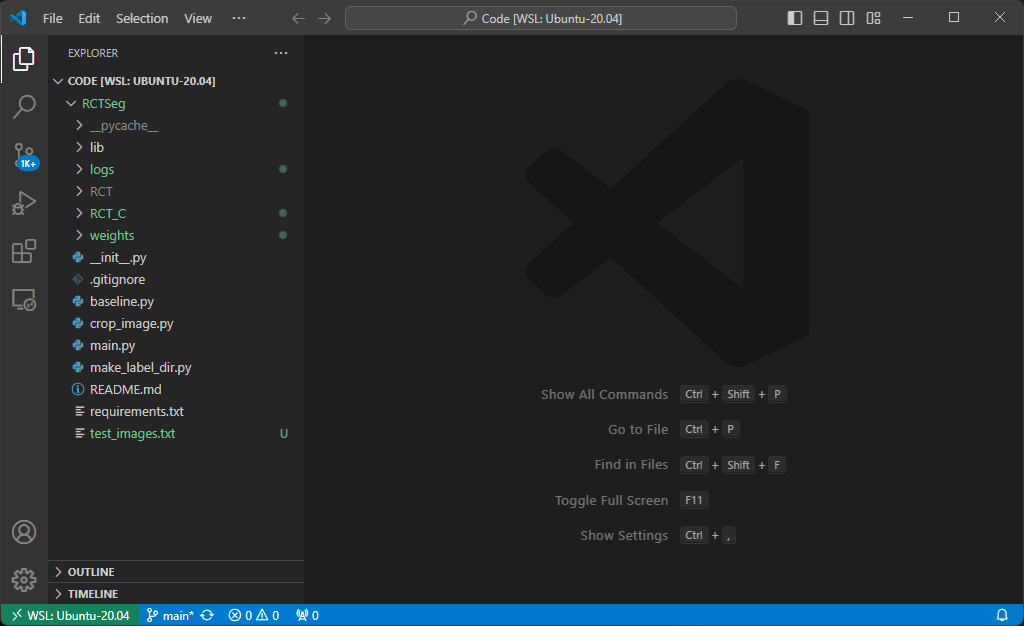 File Edit Selection View ··· Code [WSL: Ubuntu-20.04]
EXPLORER ···
CODE [WSL: UBUNTU-20.04]
RCTSeg
__pycache__
lib
1K+
logs
RCT
RCT_C
weights
__init__.py
.gitignore
baseline.py
crop_image.py
main.py
make_label_dir.py
README.md
requirements.txt
test_images.txt U
OUTLINE
TIMELINE
Show All Commands Ctrl + Shift + P
Go to File Ctrl + P
Find in Files Ctrl + Shift + F
Toggle Full Screen F11
Show Settings Ctrl + ,
WSL: Ubuntu-20.04 main* 0 0 0